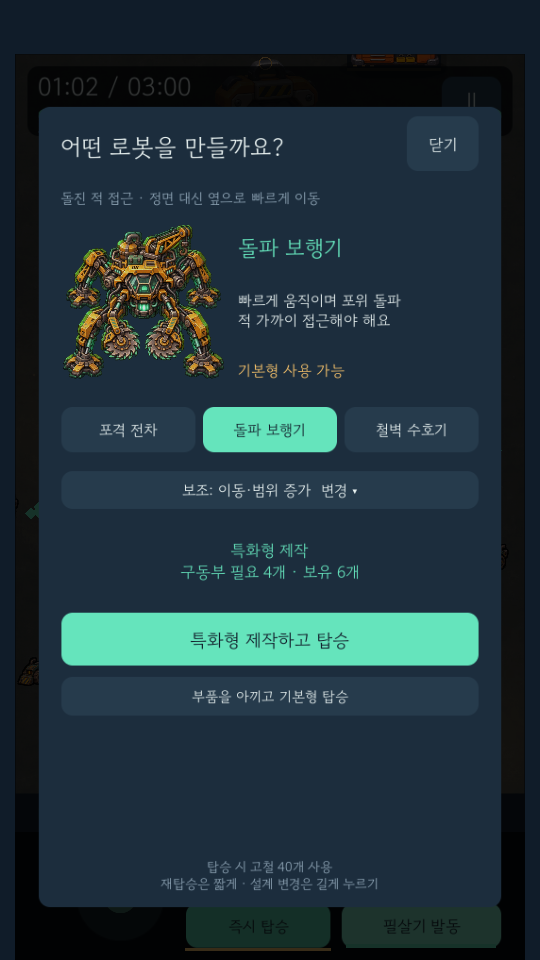 01:02 / 03:00
어떤 로봇을 만들까요?
닫기
돌진 적 접근 · 정면 대신 옆으로 빠르게 이동
돌파 보행기
빠르게 움직이며 포위 돌파
적 가까이 접근해야 해요
기본형 사용 가능
포격 전차
돌파 보행기
철벽 수호기
보조: 이동·범위 증가 변경 ▾
특화형 제작
구동부 필요 4개 · 보유 6개
특화형 제작하고 탑승
부품을 아끼고 기본형 탑승
탑승 시 고철 40개 사용
재탑승은 짧게 · 설계 변경은 길게 누르기
즉시 탑승
필살기 발동